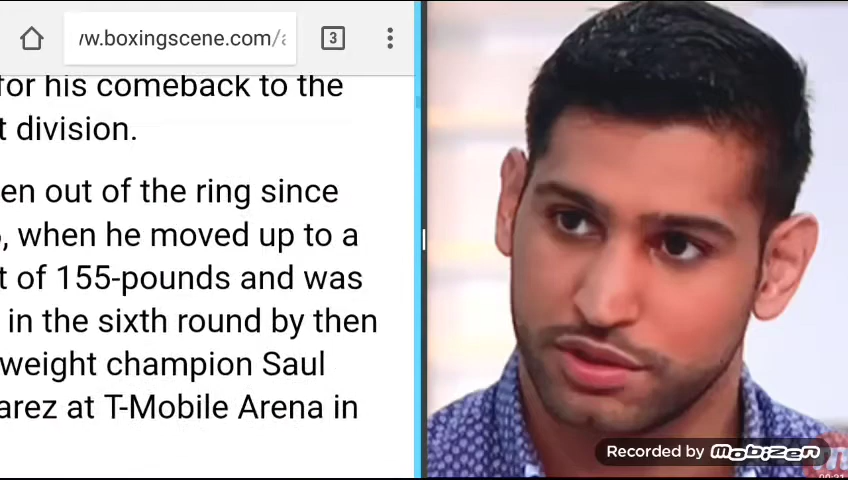 w.boxingscene.com/
3
for his comeback to the
t division.
en out of the ring since
, when he moved up to a
t of 155-pounds and was
in the sixth round by then
weight champion Saul
arez at T-Mobile Arena in
Recorded by mobizen
00:31